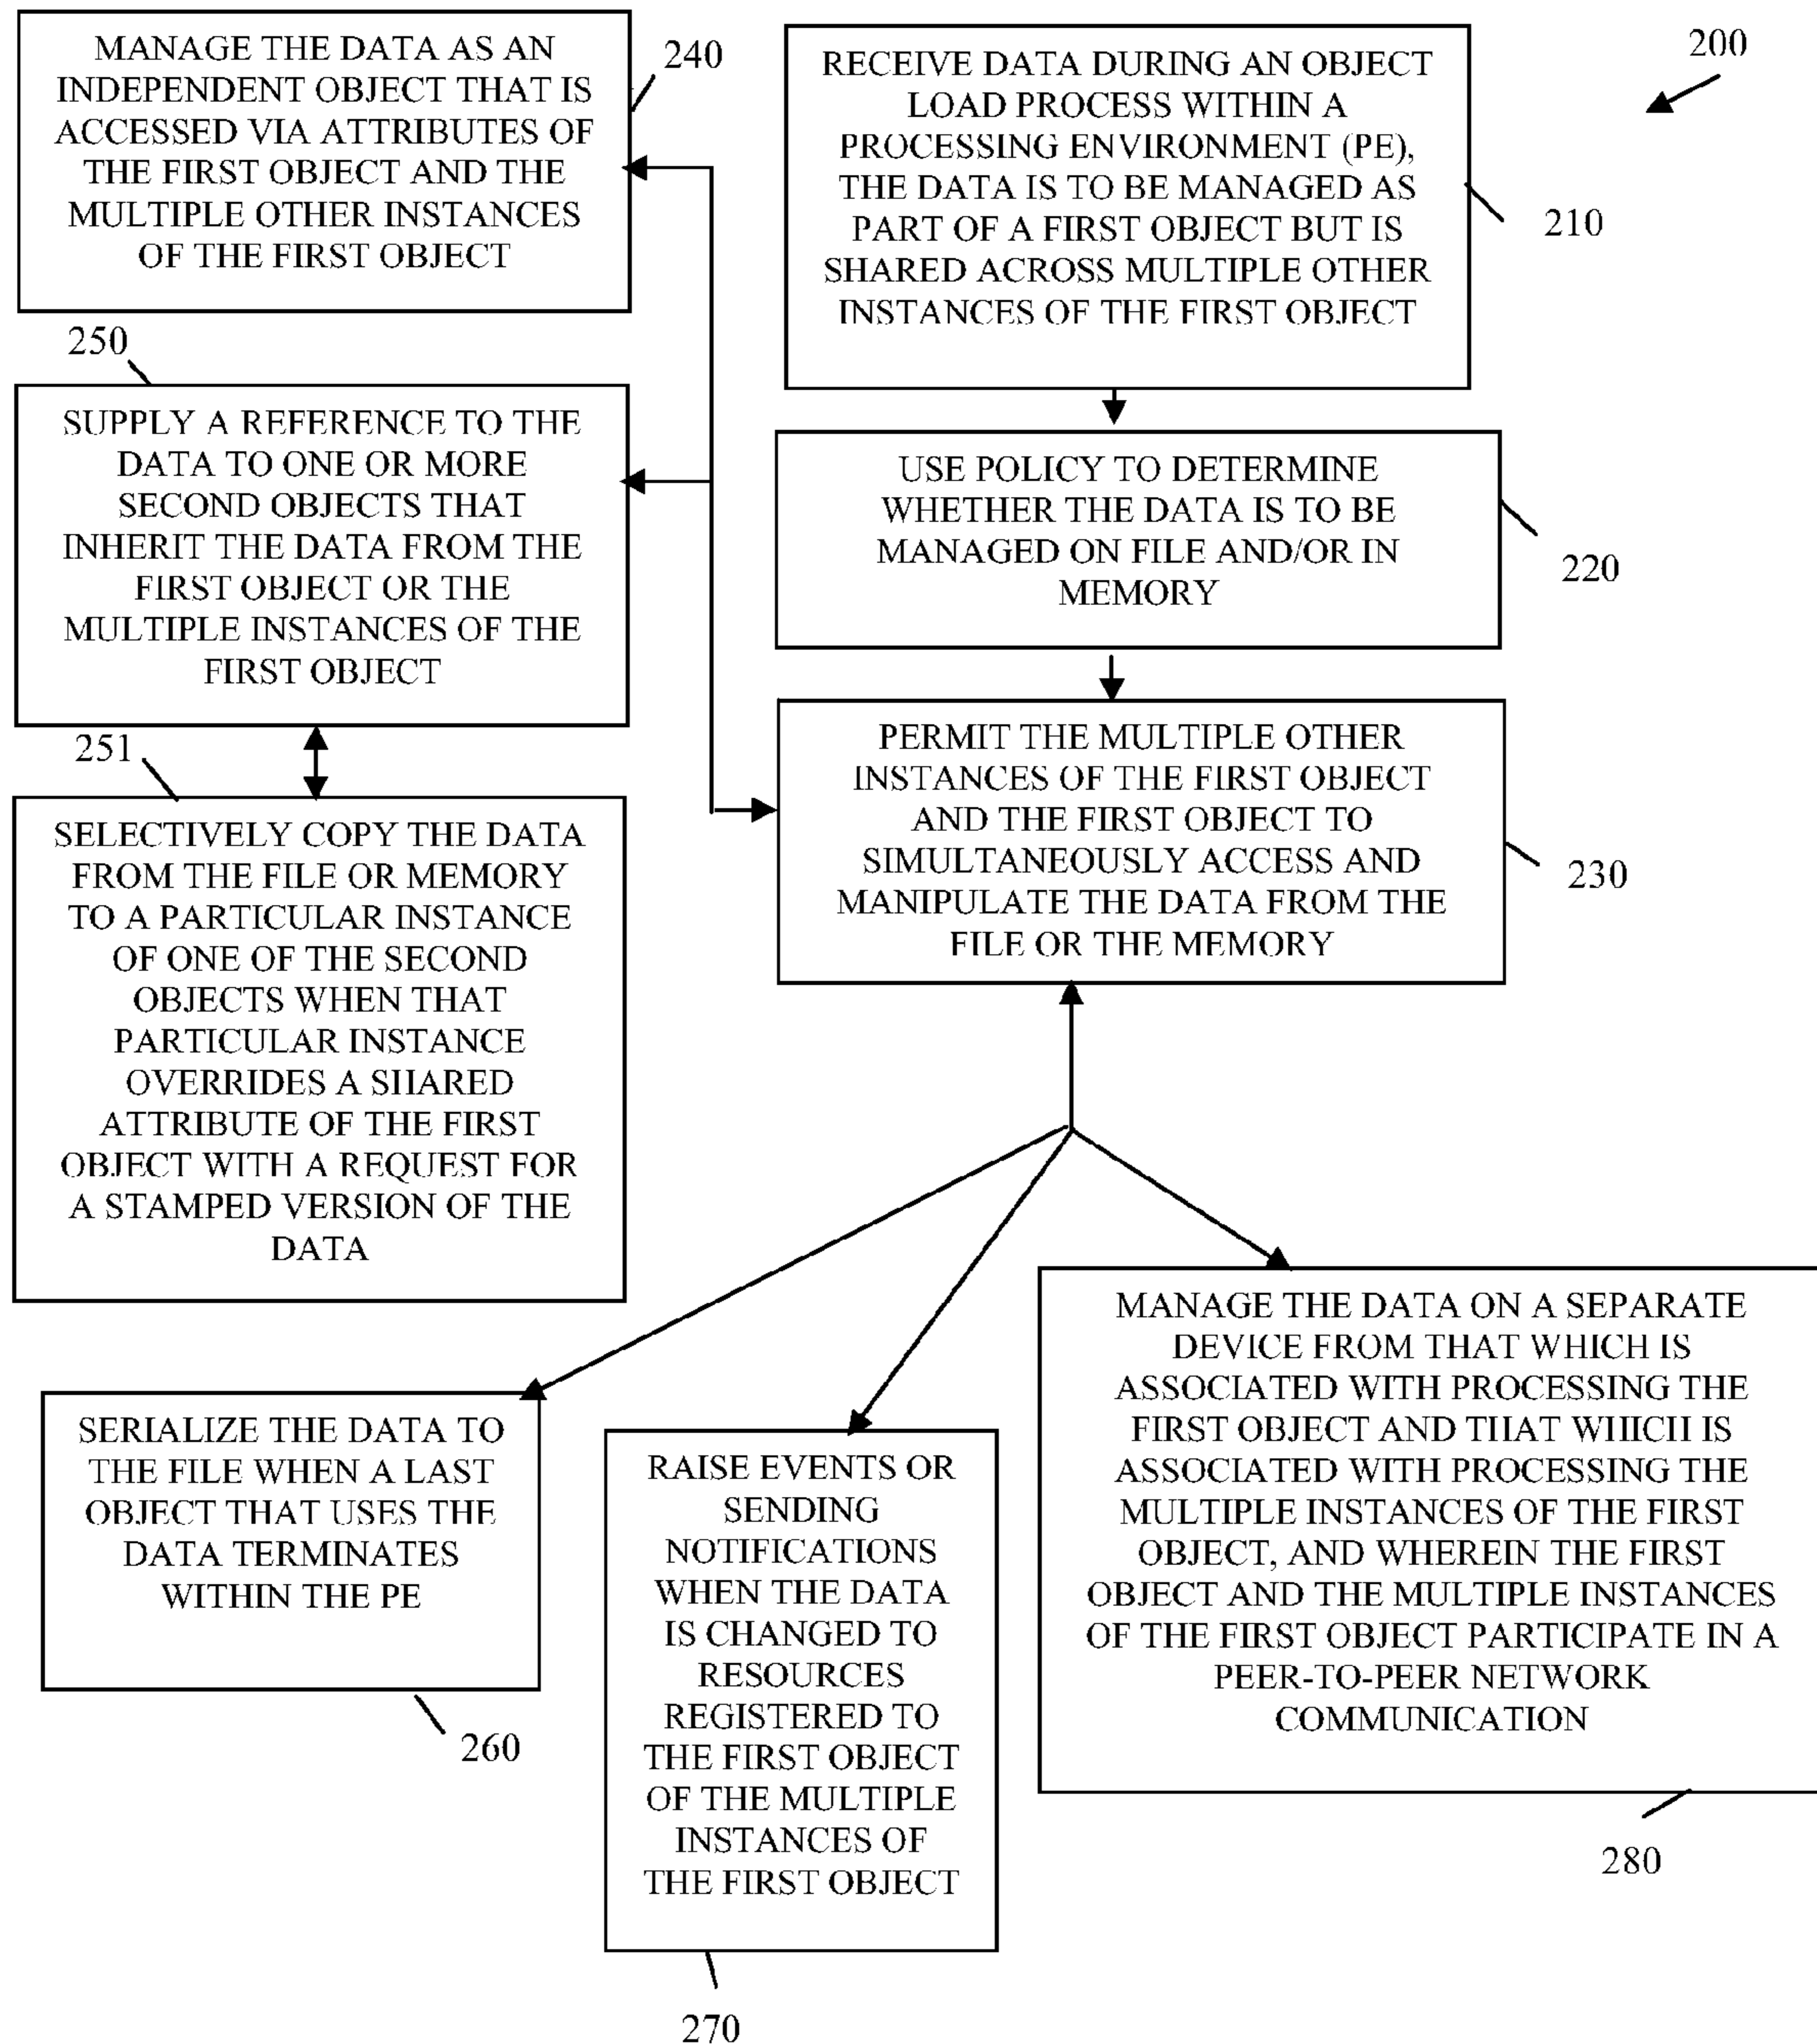 200
RECEIVE DATA DURING AN OBJECT
LOAD PROCESS WITHIN A
PROCESSING ENVIRONMENT (PE),
THE DATA IS TO BE MANAGED AS
PART OF A FIRST OBJECT BUT IS
SHARED ACROSS MULTIPLE OTHER
INSTANCES OF THE FIRST OBJECT
210
USE POLICY TO DETERMINE
WHETHER THE DATA IS TO BE
MANAGED ON FILE AND/OR IN
MEMORY
220
PERMIT THE MULTIPLE OTHER
INSTANCES OF THE FIRST OBJECT
AND THE FIRST OBJECT TO
SIMULTANEOUSLY ACCESS AND
MANIPULATE THE DATA FROM THE
FILE OR THE MEMORY
230
MANAGE THE DATA AS AN
INDEPENDENT OBJECT THAT IS
ACCESSED VIA ATTRIBUTES OF
THE FIRST OBJECT AND THE
MULTIPLE OTHER INSTANCES
OF THE FIRST OBJECT
240
250
SUPPLY A REFERENCE TO THE
DATA TO ONE OR MORE
SECOND OBJECTS THAT
INHERIT THE DATA FROM THE
FIRST OBJECT OR THE
MULTIPLE INSTANCES OF THE
FIRST OBJECT
251
SELECTIVELY COPY THE DATA
FROM THE FILE OR MEMORY
TO A PARTICULAR INSTANCE
OF ONE OF THE SECOND
OBJECTS WHEN THAT
PARTICULAR INSTANCE
OVERRIDES A SHARED
ATTRIBUTE OF THE FIRST
OBJECT WITH A REQUEST FOR
A STAMPED VERSION OF THE
DATA
SERIALIZE THE DATA TO
THE FILE WHEN A LAST
OBJECT THAT USES THE
DATA TERMINATES
WITHIN THE PE
260
RAISE EVENTS OR
SENDING
NOTIFICATIONS
WHEN THE DATA
IS CHANGED TO
RESOURCES
REGISTERED TO
THE FIRST OBJECT
OF THE MULTIPLE
INSTANCES OF
THE FIRST OBJECT
270
MANAGE THE DATA ON A SEPARATE
DEVICE FROM THAT WHICH IS
ASSOCIATED WITH PROCESSING THE
FIRST OBJECT AND THAT WHICH IS
ASSOCIATED WITH PROCESSING THE
MULTIPLE INSTANCES OF THE FIRST
OBJECT, AND WHEREIN THE FIRST
OBJECT AND THE MULTIPLE INSTANCES
OF THE FIRST OBJECT PARTICIPATE IN A
PEER-TO-PEER NETWORK
COMMUNICATION
280